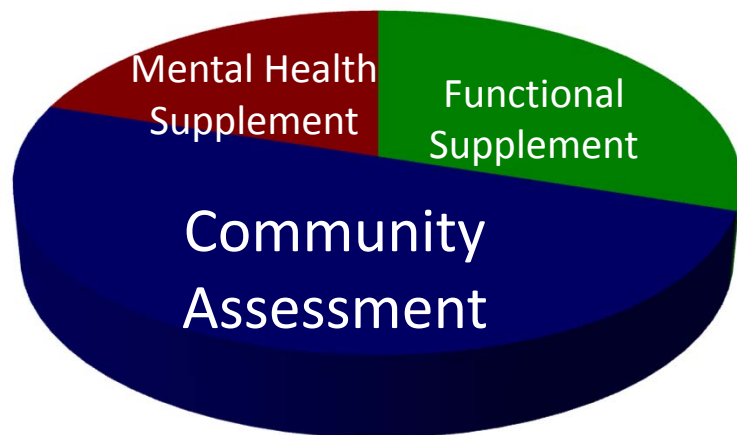 Mental Health
Supplement
Functional
Supplement
Community
Assessment